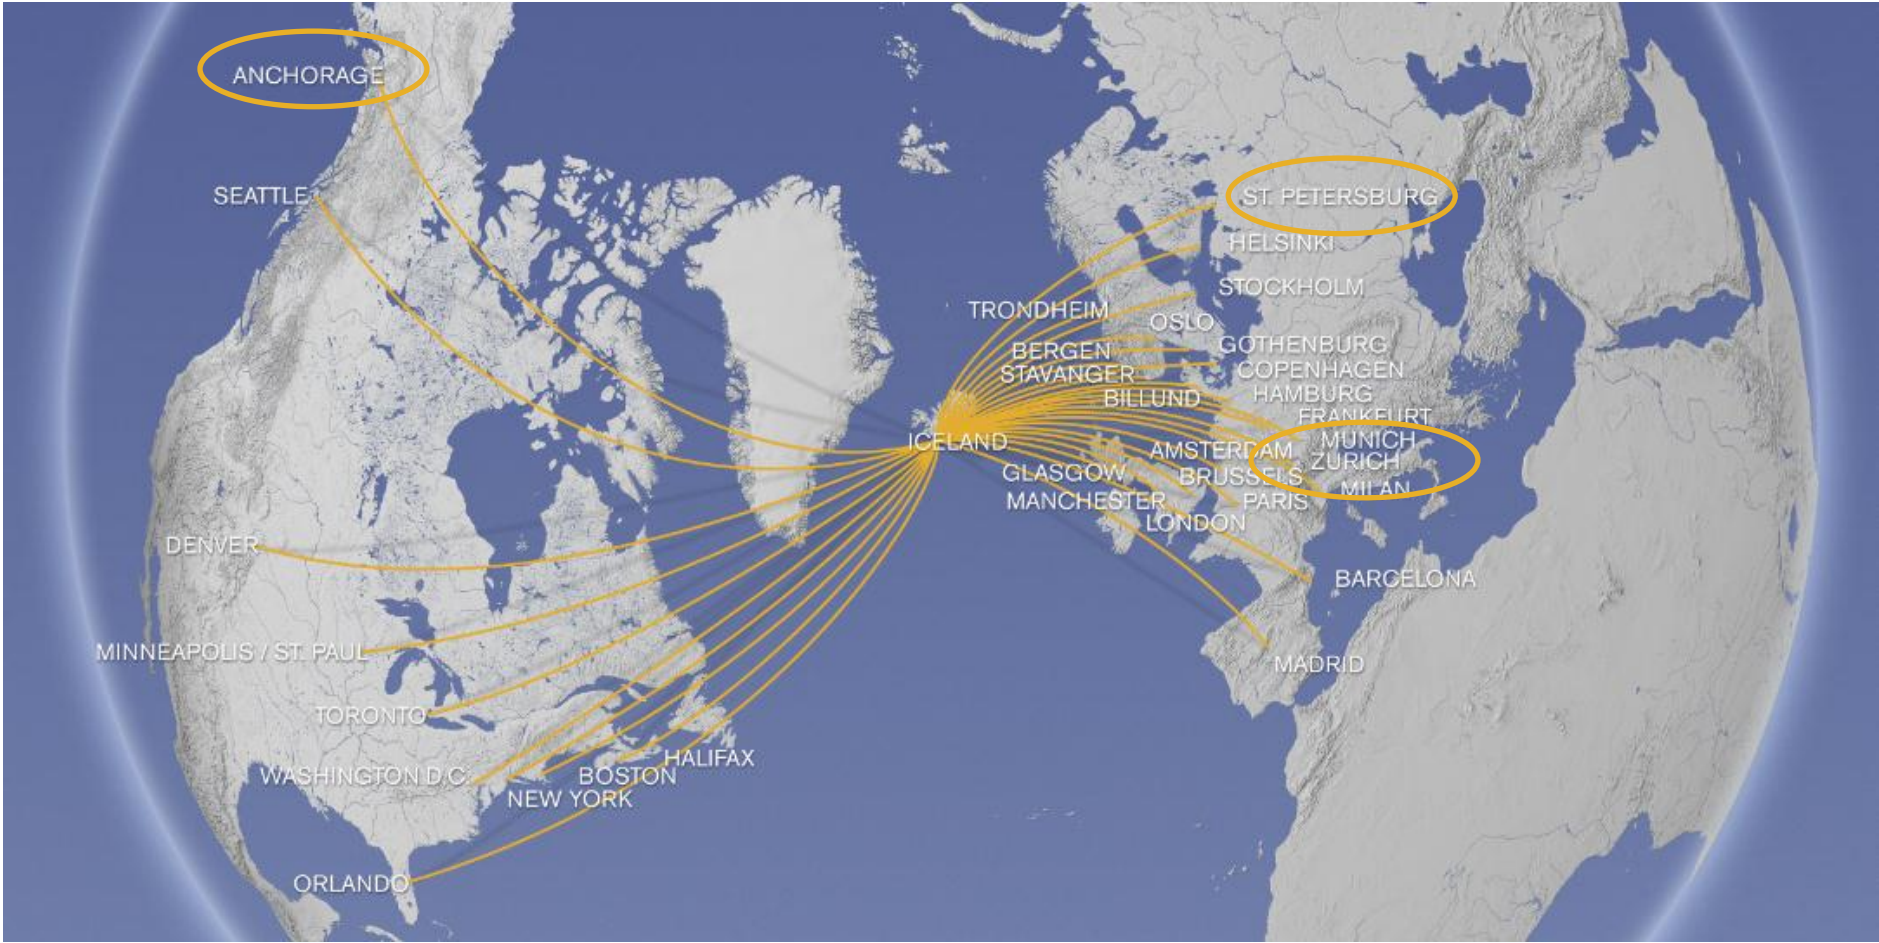 ANCHORAGE
SEATTLE
DENVER
MINNEAPOLIS / ST. PAUL
TORONTO
WASHINGTON D.C.
NEW YORK
BOSTON
HALIFAX
ORLANDO
ICELAND
ST. PETERSBURG
HELSINKI
STOCKHOLM
TRONDHEIM
OSLO
GOTHENBURG
BERGEN
COPENHAGEN
STAVANGER
HAMBURG
BILLUND
FRANKFURT
MUNICH
AMSTERDAM
ZURICH
GLASGOW
BRUSSELS
MILAN
MANCHESTER
PARIS
LONDON
BARCELONA
MADRID